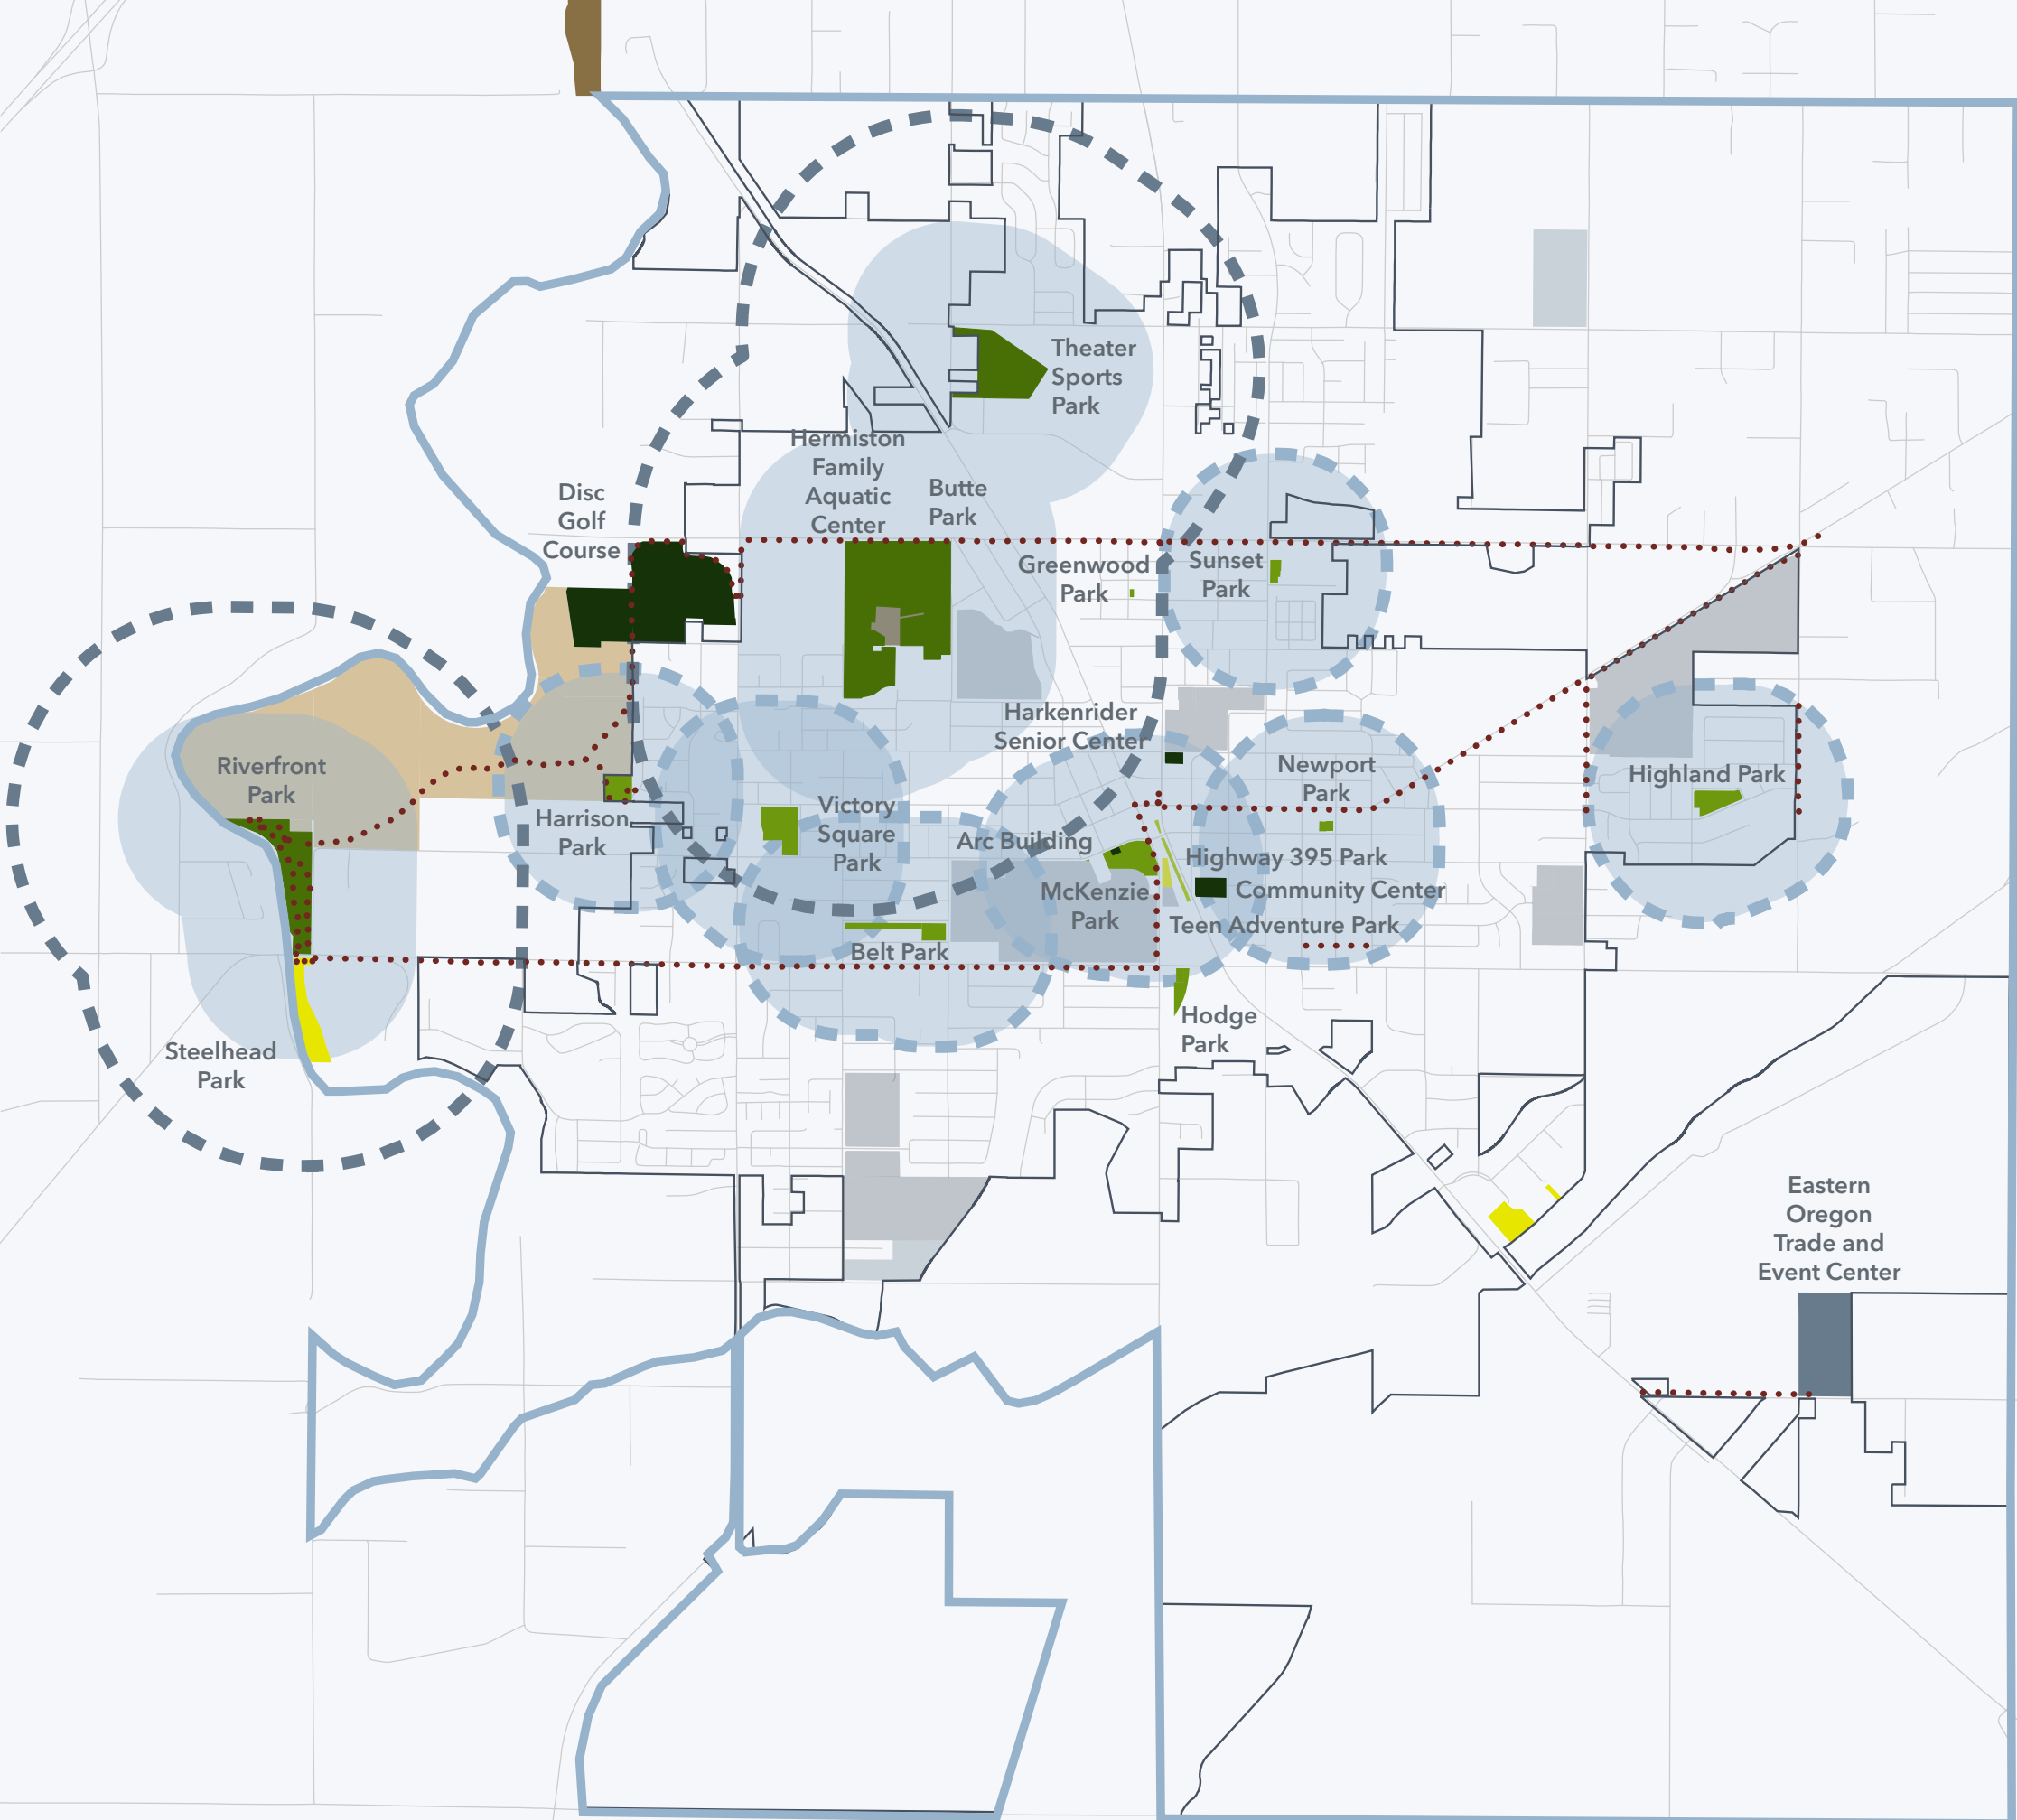 Theater
Sports
Park
Hermiston
Family
Aquatic
Center
Butte
Park
Disc
Golf
Course
Greenwood
Park
Sunset
Park
Harkenrider
Senior Center
Riverfront
Park
Newport
Park
Highland Park
Harrison
Park
Victory
Square
Park
Arc Building
Highway 395 Park
McKenzie
Park
Community Center
Teen Adventure Park
Belt Park
Hodge
Park
Steelhead
Park
Eastern
Oregon
Trade and
Event Center